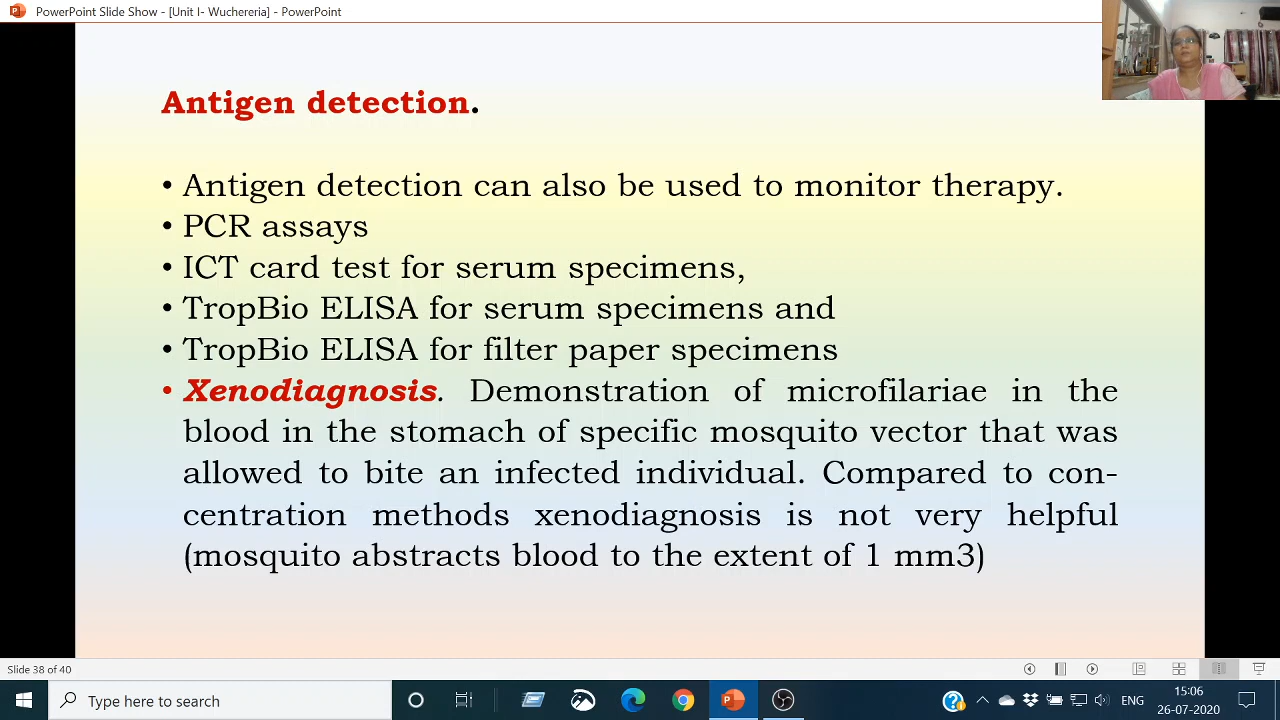 PowerPoint Slide Show - [Unit I- Wuchereria] - PowerPoint
Antigen detection.
• Antigen detection can also be used to monitor therapy.
• PCR assays
• ICT card test for serum specimens,
• TropBio ELISA for serum specimens and
• TropBio ELISA for filter paper specimens
• Xenodiagnosis. Demonstration of microfilariae in the
blood in the stomach of specific mosquito vector that was
allowed to bite an infected individual. Compared to con-
centration methods xenodiagnosis is not very helpful
(mosquito abstracts blood to the extent of 1 mm3)
Slide 38 of 40
Type here to search
ENG
15:06
26-07-2020